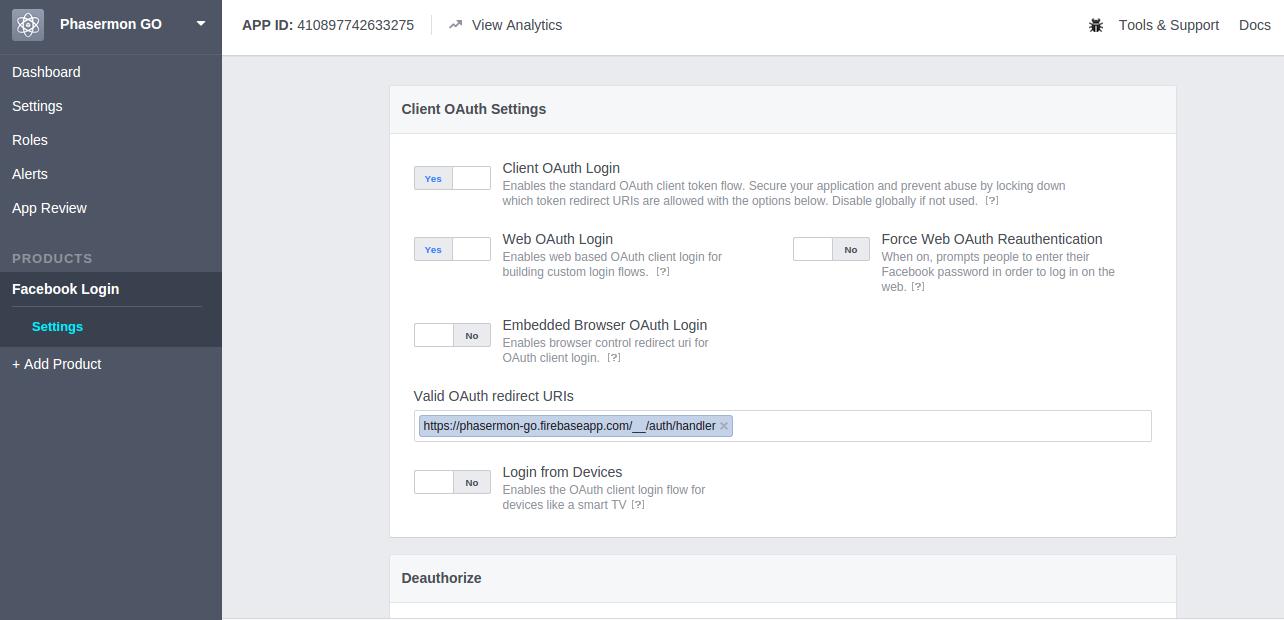 Phasermon GO
APP ID: 410897742633275
View Analytics
Tools & Support
Docs
Dashboard
Settings
Roles
Alerts
App Review
PRODUCTS
Facebook Login
Settings
+ Add Product
Client OAuth Settings
Yes
Client OAuth Login
Enables the standard OAuth client token flow. Secure your application and prevent abuse by locking down
which token redirect URIs are allowed with the options below. Disable globally if not used. [?]
Yes
Web OAuth Login
Enables web based OAuth client login for
building custom login flows. [?]
No
Force Web OAuth Reauthentication
When on, prompts people to enter their
Facebook password in order to log in on the
web. [?]
No
Embedded Browser OAuth Login
Enables browser control redirect uri for
OAuth client login. [?]
Valid OAuth redirect URIs
https://phasermon-go.firebaseapp.com/__/auth/handler
No
Login from Devices
Enables the OAuth client login flow for
devices like a smart TV [?]
Deauthorize